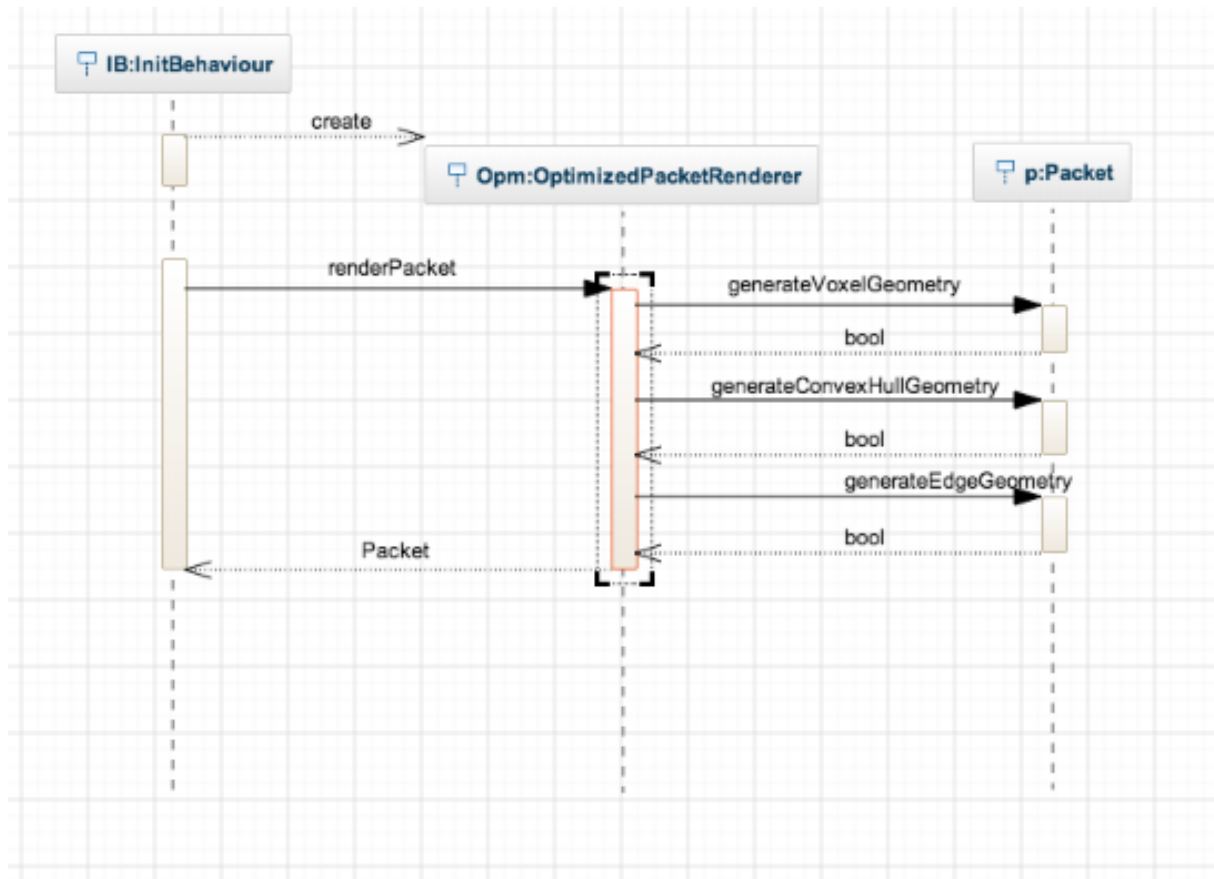 IB:InitBehaviour
create
Opm:OptimizedPacketRenderer
p:Packet
renderPacket
generateVoxelGeometry
bool
generateConvexHullGeometry
bool
generateEdgeGeometry
bool
Packet